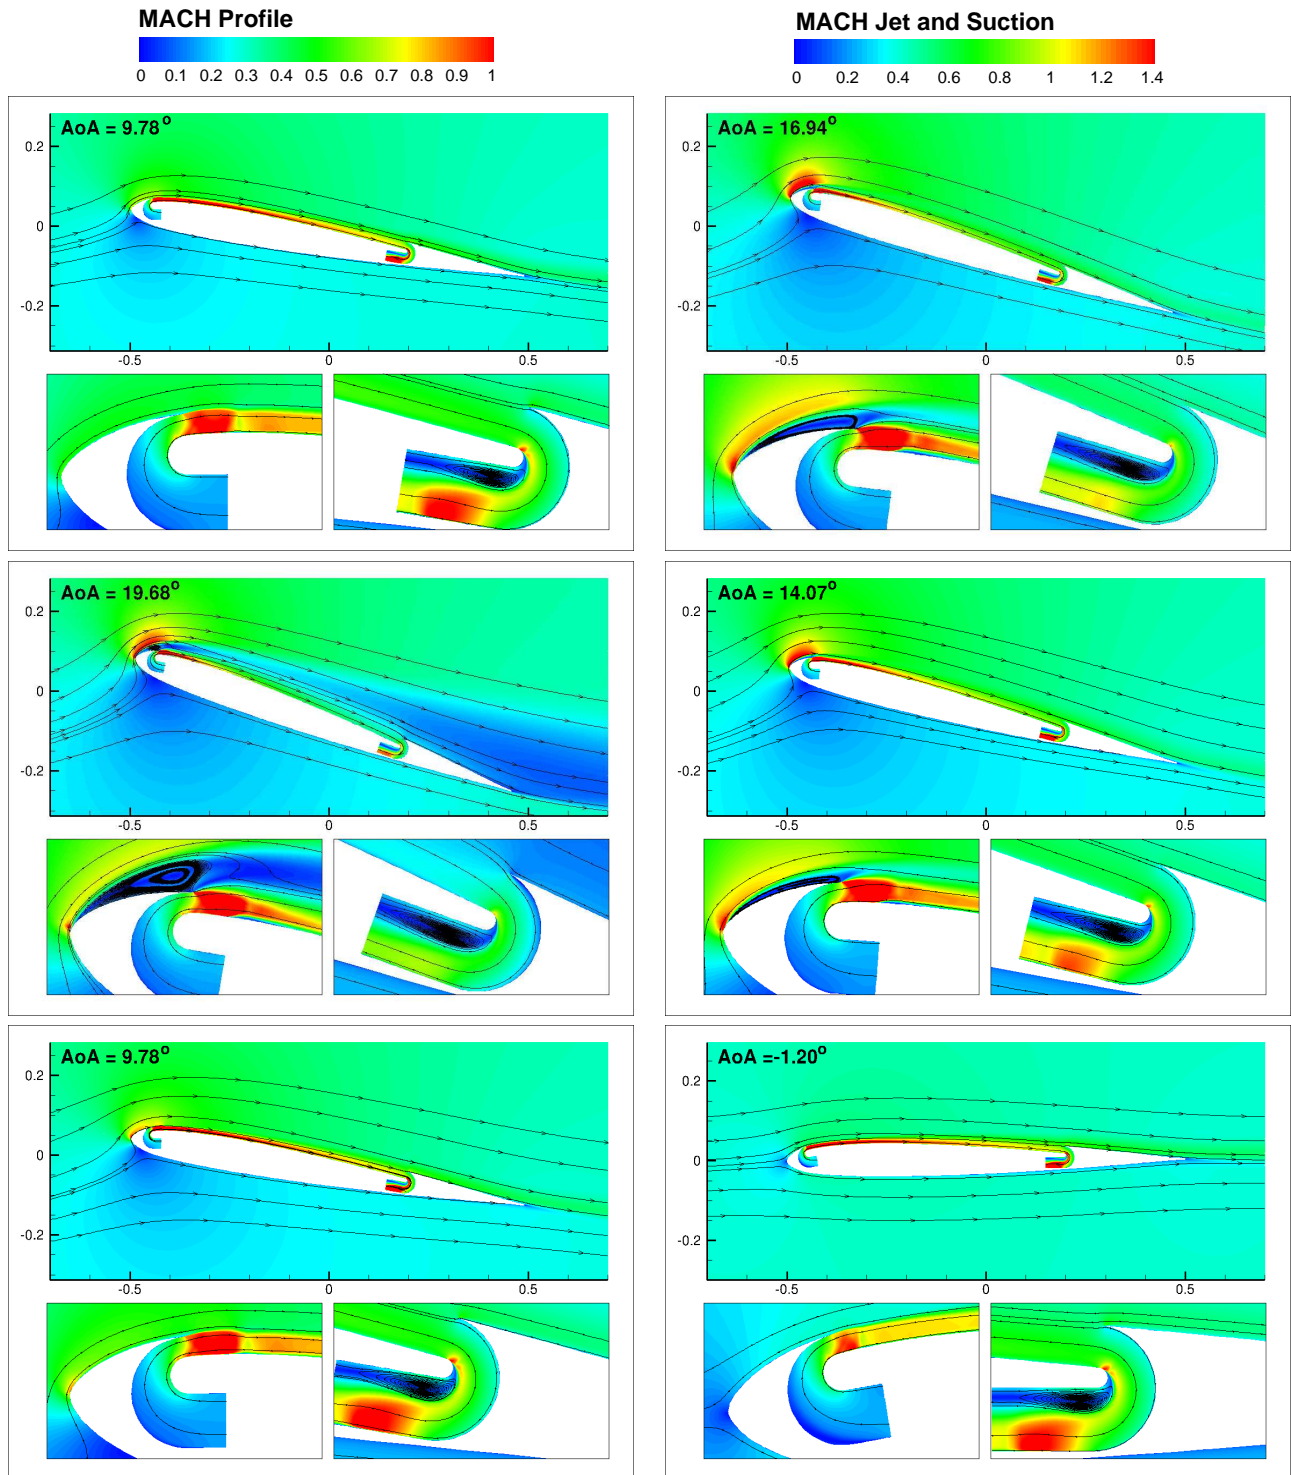 MACH Profile
0 0.1 0.2 0.3 0.4 0.5 0.6 0.7 0.8 0.9 1
MACH Jet and Suction
0 0.2 0.4 0.6 0.8 1 1.2 1.4
AoA = 9.78°
0.2
0
-0.2
-0.5 0 0.5
AoA = 16.94°
0.2
0
-0.2
-0.5 0 0.5
AoA = 19.68°
0.2
0
-0.2
-0.5 0 0.5
AoA = 14.07°
0.2
0
-0.2
-0.5 0 0.5
AoA = 9.78°
0.2
0
-0.2
-0.5 0 0.5
AoA =-1.20°
0.2
0
-0.2
-0.5 0 0.5